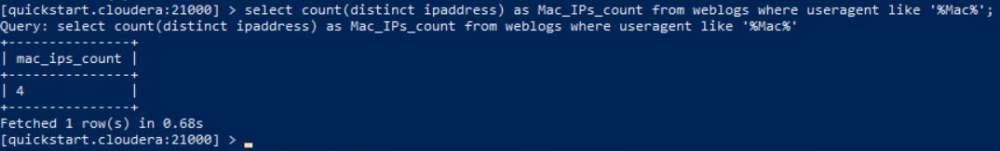 [quickstart.cloudera:21000] > select count(distinct ipaddress) as Mac_IPs_count from weblogs where useragent like '%Mac%';
Query: select count(distinct ipaddress) as Mac_IPs_count from weblogs where useragent like '%Mac%'
+---------------+
| mac_ips_count |
+---------------+
| 4             |
+---------------+
Fetched 1 row(s) in 0.68s
[quickstart.cloudera:21000] >